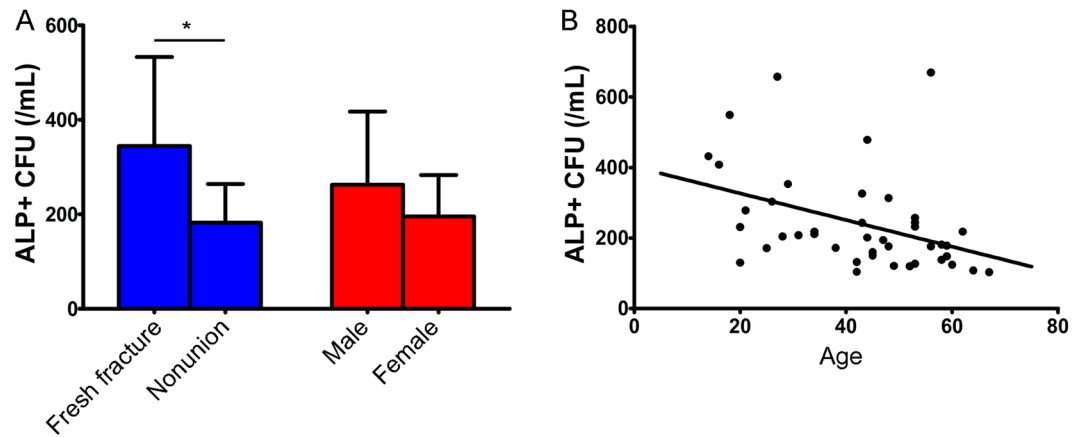 A
ALP+ CFU (/mL)
600
400
200
0
*
Fresh fracture
Nonunion
Male
Female
B
ALP+ CFU (/mL)
800
600
400
200
0
0 20 40 60 80
Age